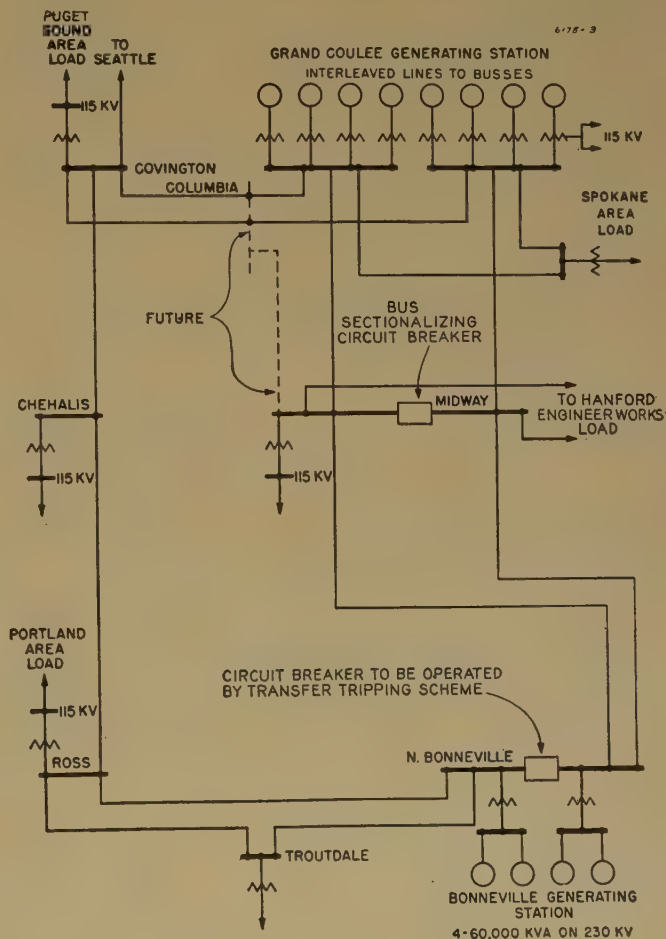 PUGET
SOUND
AREA
LOAD
TO
SEATTLE
6-175-3
GRAND COULEE GENERATING STATION
INTERLEAVED LINES TO BUSSES
115 KV
115 KV
COVINGTON
COLUMBIA
SPOKANE
AREA
LOAD
FUTURE
BUS
SECTIONALIZING
CIRCUIT BREAKER
CHEHALIS
MIDWAY
TO HANFORD
ENGINEER WORKS
LOAD
115 KV
115 KV
PORTLAND
AREA
LOAD
CIRCUIT BREAKER TO BE OPERATED
BY TRANSFER TRIPPING SCHEME
115 KV
ROSS
N. BONNEVILLE
TROUTDALE
BONNEVILLE GENERATING
STATION
4-60,000 KVA ON 230 KV